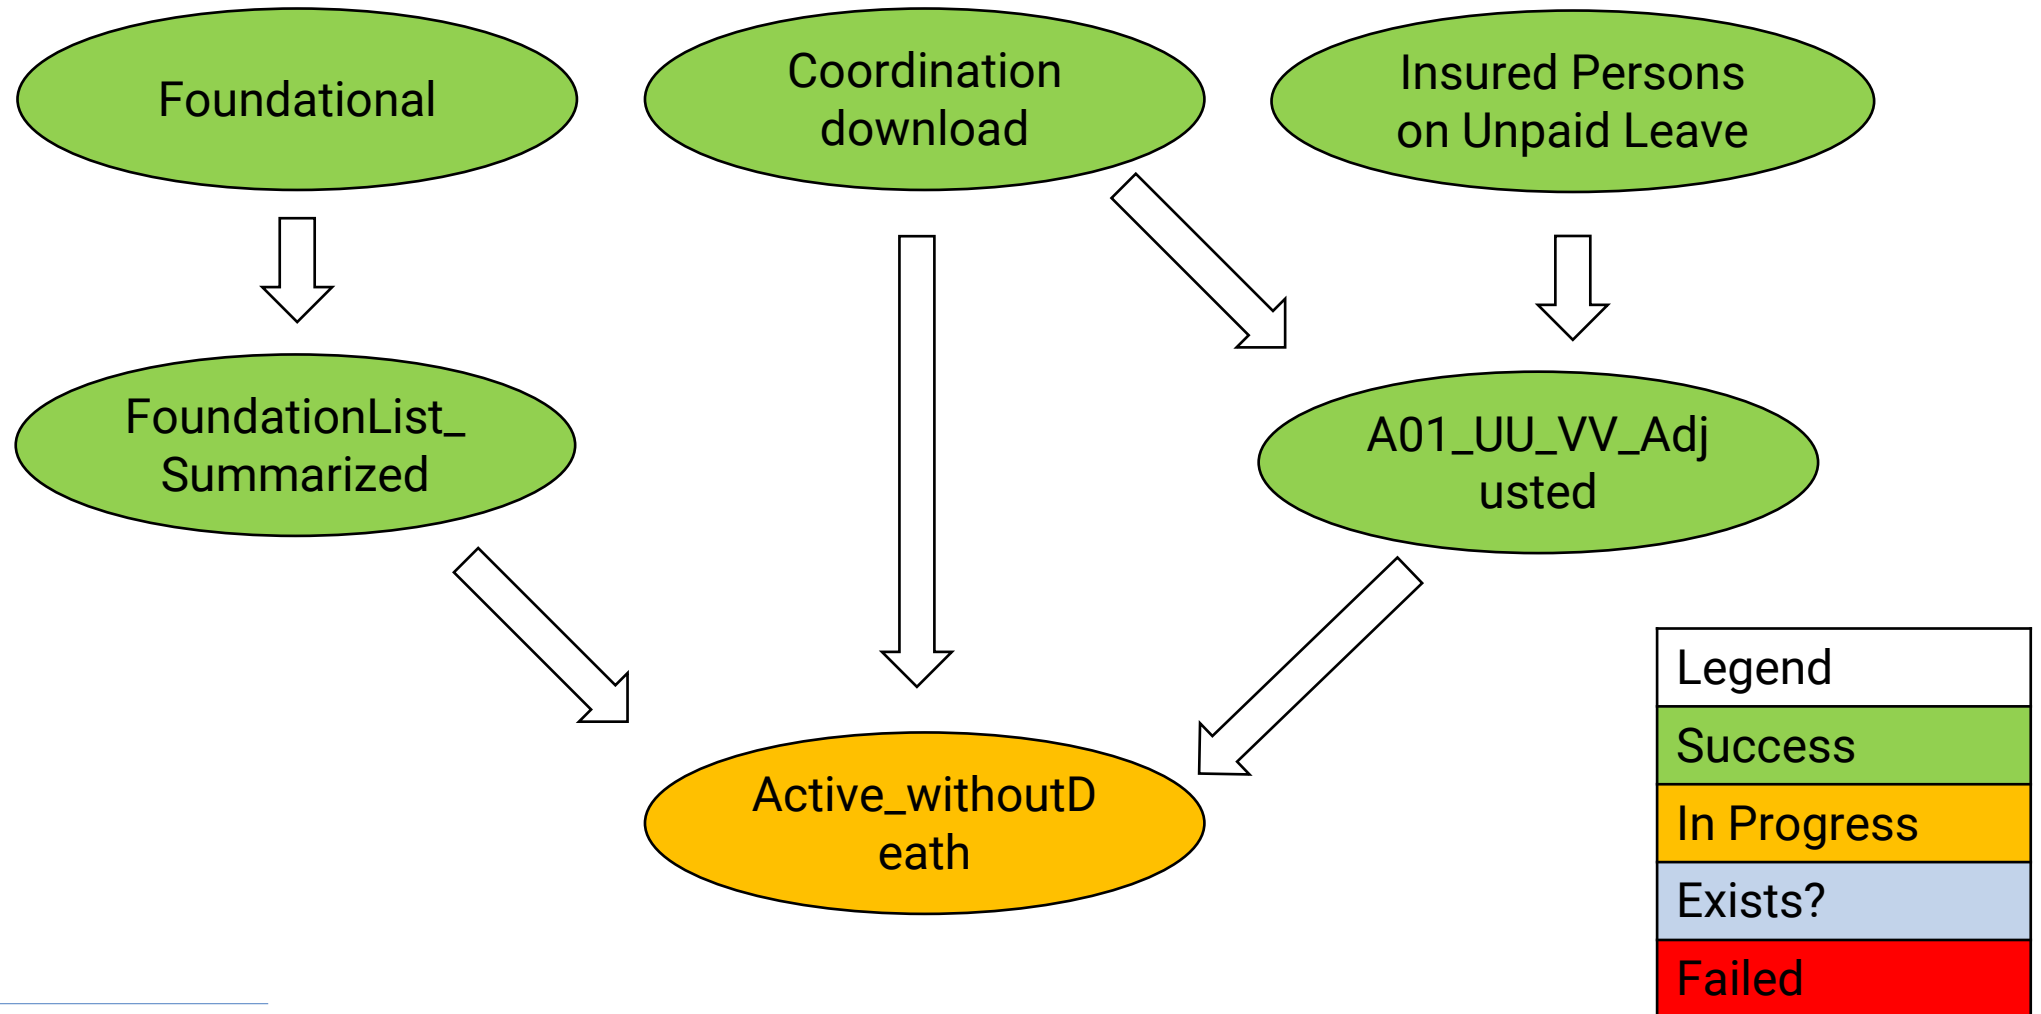 Foundational
Coordination
download
Insured Persons
on Unpaid Leave
FoundationList_
Summarized
A01_UU_VV_Adj
usted
Active_withoutD
eath
Legend
Success
In Progress
Exists?
Failed